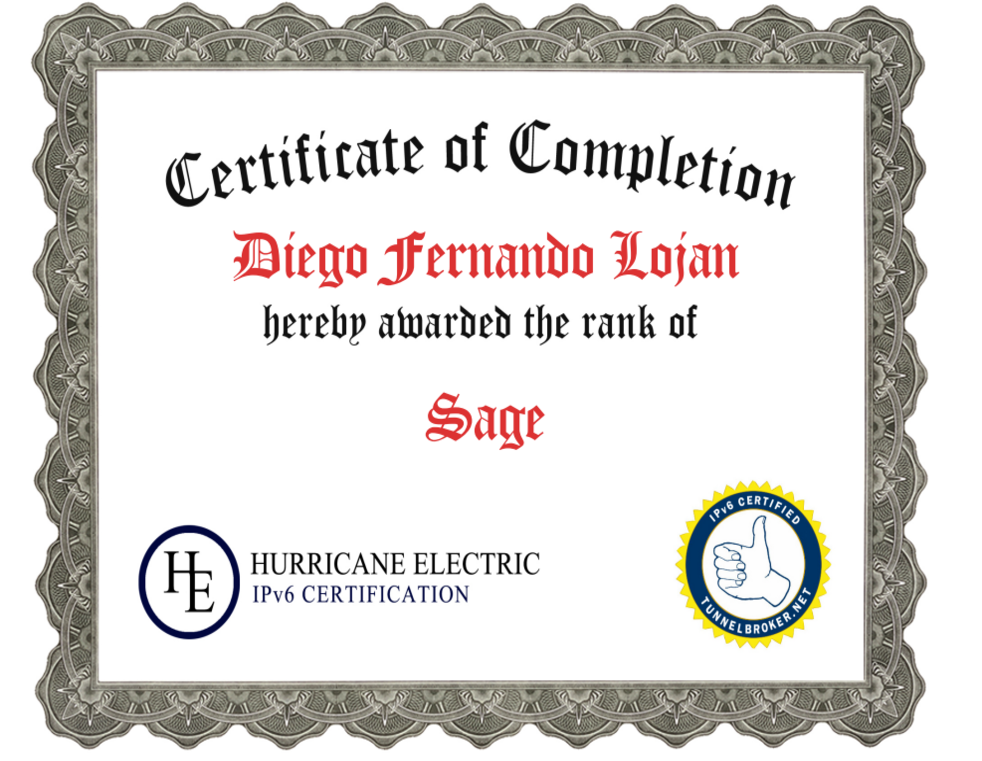 Certificate of Completion
Diego Fernando Lojan
hereby awarded the rank of
Sage
HE
HURRICANE ELECTRIC
IPv6 CERTIFICATION
IPv6 CERTIFIED
TUNNELBROKER.NET